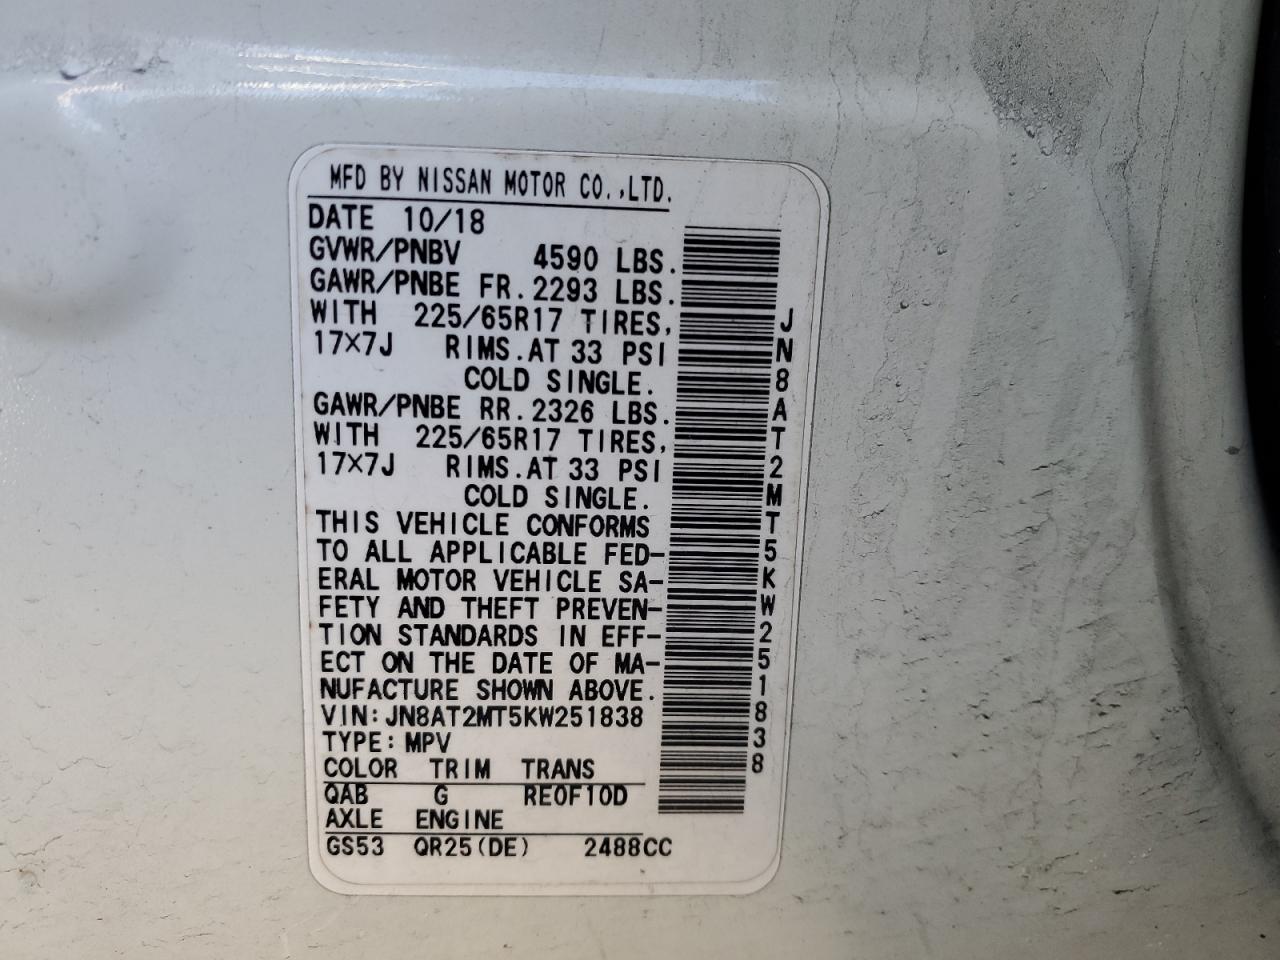 MFD BY NISSAN MOTOR CO.,LTD.
DATE 10/18
GVWR/PNBV 4590 LBS.
GAWR/PNBE FR.2293 LBS.
WITH 225/65R17 TIRES,
17×7J RIMS.AT 33 PSI
COLD SINGLE.
GAWR/PNBE RR.2326 LBS.
WITH 225/65R17 TIRES,
17×7J RIMS.AT 33 PSI
COLD SINGLE.
THIS VEHICLE CONFORMS
TO ALL APPLICABLE FED-
ERAL MOTOR VEHICLE SA-
FETY AND THEFT PREVEN-
TION STANDARDS IN EFF-
ECT ON THE DATE OF MA-
NUFACTURE SHOWN ABOVE.
VIN:JN8AT2MT5KW251838
TYPE:MPV
COLOR TRIM TRANS
QAB G RE0F10D
AXLE ENGINE
GS53 QR25(DE) 2488CC
JN8AT2MT5KW251838